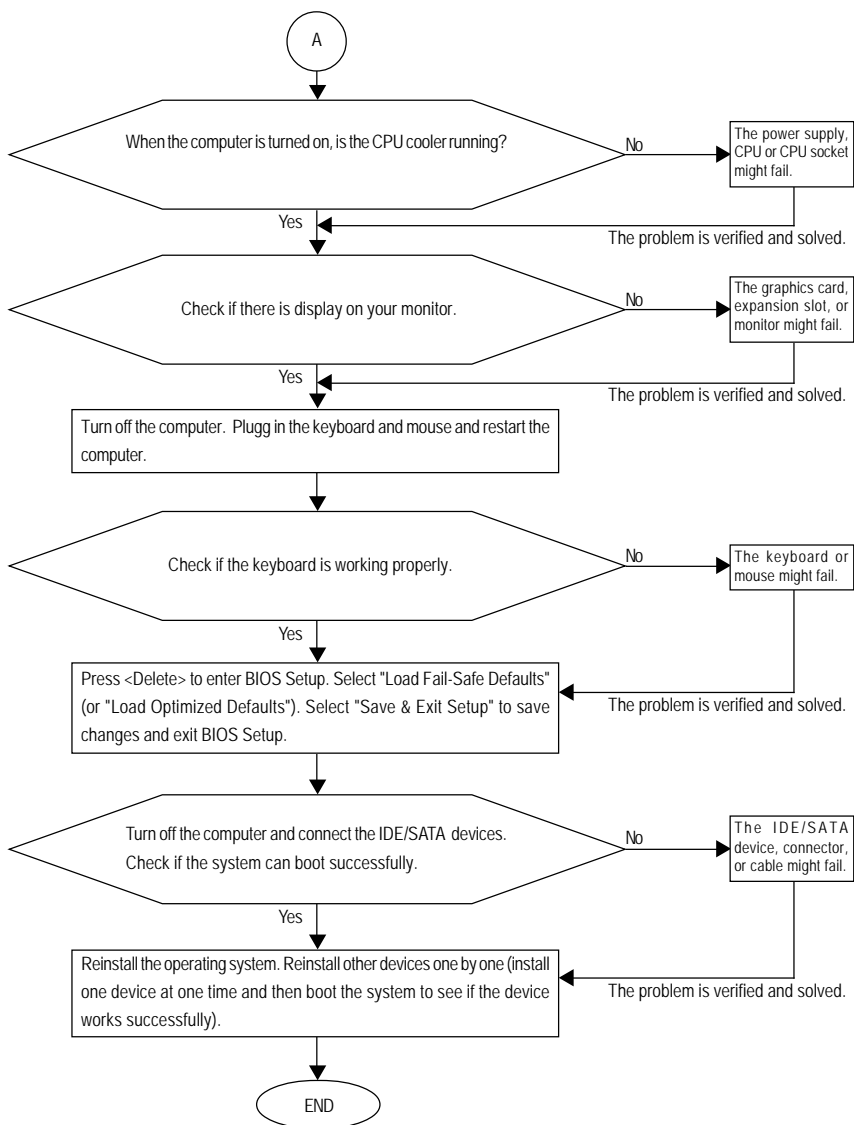 A
When the computer is turned on, is the CPU cooler running?
No
The power supply,
CPU or CPU socket
might fail.
Yes
The problem is verified and solved.
Check if there is display on your monitor.
No
The graphics card,
expansion slot, or
monitor might fail.
Yes
The problem is verified and solved.
Turn off the computer. Plugg in the keyboard and mouse and restart the
computer.
Check if the keyboard is working properly.
No
The keyboard or
mouse might fail.
Yes
Press <Delete> to enter BIOS Setup. Select "Load Fail-Safe Defaults"
(or "Load Optimized Defaults"). Select "Save & Exit Setup" to save
changes and exit BIOS Setup.
The problem is verified and solved.
Turn off the computer and connect the IDE/SATA devices.
Check if the system can boot successfully.
No
The IDE/SATA
device, connector,
or cable might fail.
Yes
Reinstall the operating system. Reinstall other devices one by one (install
one device at one time and then boot the system to see if the device
works successfully).
The problem is verified and solved.
END